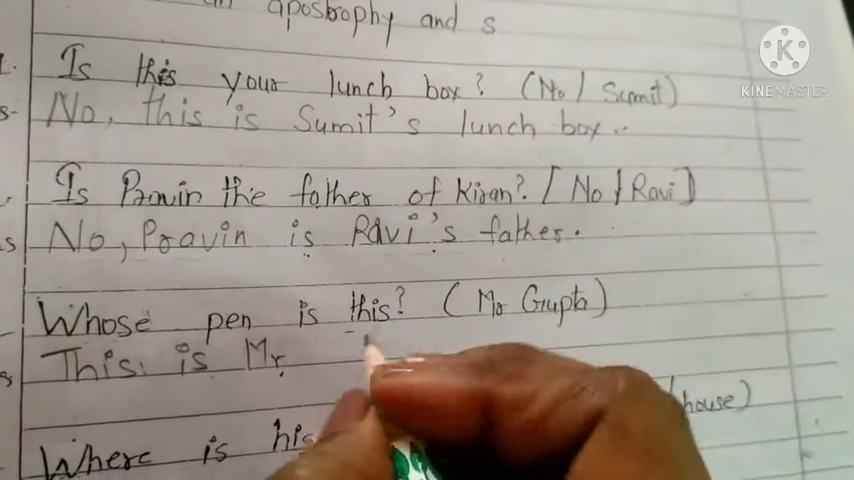 an apostrophy and s
Is this your lunch box? (No / Sumit)
No, this is Sumit's lunch box..
Is Pravin the father of Kiran? [No / Ravi]
No, Pravin is Ravi's father.
Whose pen is this? (Mr Gupta)
This is Mr.
Where is his
house)
K
KINEMASTER